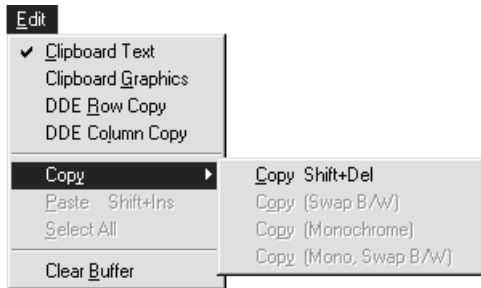 Edit
Clipboard Text
Clipboard Graphics
DDE Row Copy
DDE Column Copy
Copy
Paste Shift+Ins
Select All
Clear Buffer
Copy Shift+Del
Copy (Swap B/W)
Copy (Monochrome)
Copy (Mono, Swap B/W)